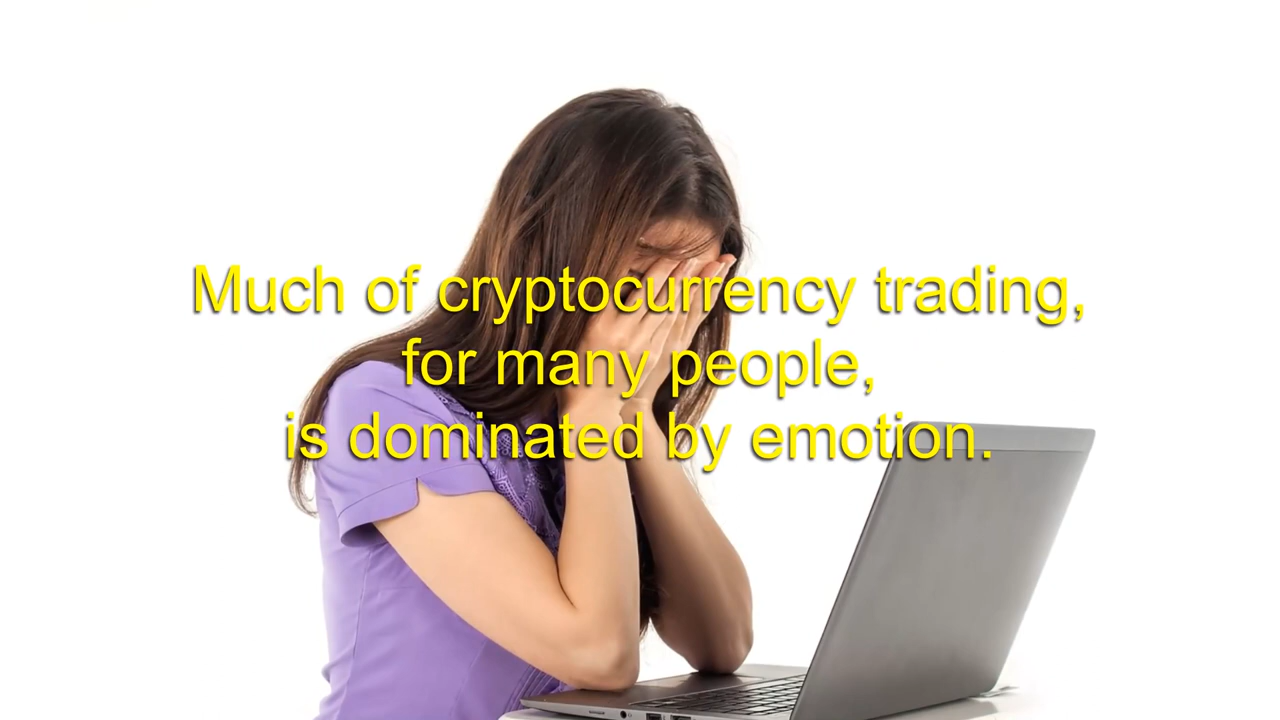 Much of cryptocurrency trading,
for many people,
is dominated by emotion.